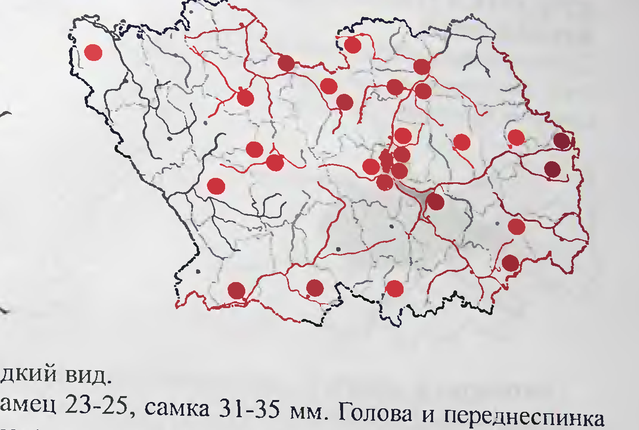 дкий вид.
амец 23-25, самка 31-35 мм. Голова и переднеспинка